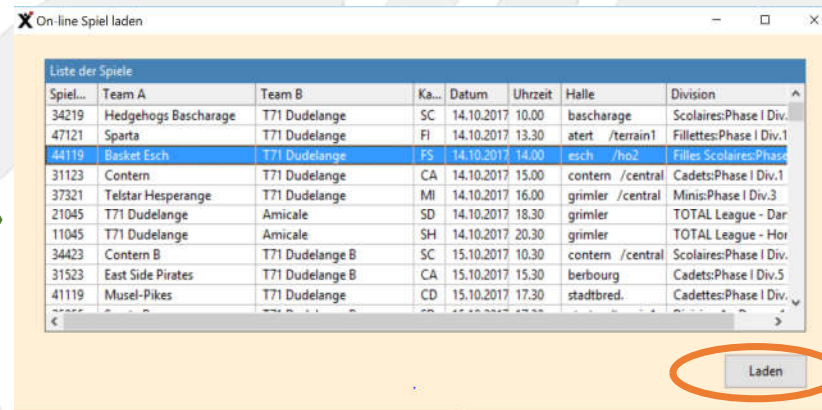 On-line Spiel laden
Liste der Spiele
Spiel... Team A Team B Ka... Datum Uhrzeit Halle Division
34219 Hedgehogs Bascharage T71 Dudelange SC 14.10.2017 10.00 bascharage Scolaires:Phase I Div.
47121 Sparta T71 Dudelange FI 14.10.2017 13.30 atert /terrain1 Fillettes:Phase I Div.1
44119 Basket Esch T71 Dudelange FS 14.10.2017 14.00 esch /ho2 Filles Scolaires:Phase
31123 Contern T71 Dudelange CA 14.10.2017 15.00 contern /central Cadets:Phase I Div.1
37321 Telstar Hesperange T71 Dudelange MI 14.10.2017 16.00 grimler /central Minis:Phase I Div.3
21045 T71 Dudelange Amicale SD 14.10.2017 18.30 grimler TOTAL League - Dar
11045 T71 Dudelange Amicale SH 14.10.2017 20.30 grimler TOTAL League - Hor
34423 Contern B T71 Dudelange B SC 15.10.2017 10.30 contern /central Scolaires:Phase I Div.
31523 East Side Pirates T71 Dudelange B CA 15.10.2017 15.30 berbourg Cadets:Phase I Div.5
41119 Musel-Pikes T71 Dudelange CD 15.10.2017 17.30 stadtbred. Cadettes:Phase I Div.
Laden